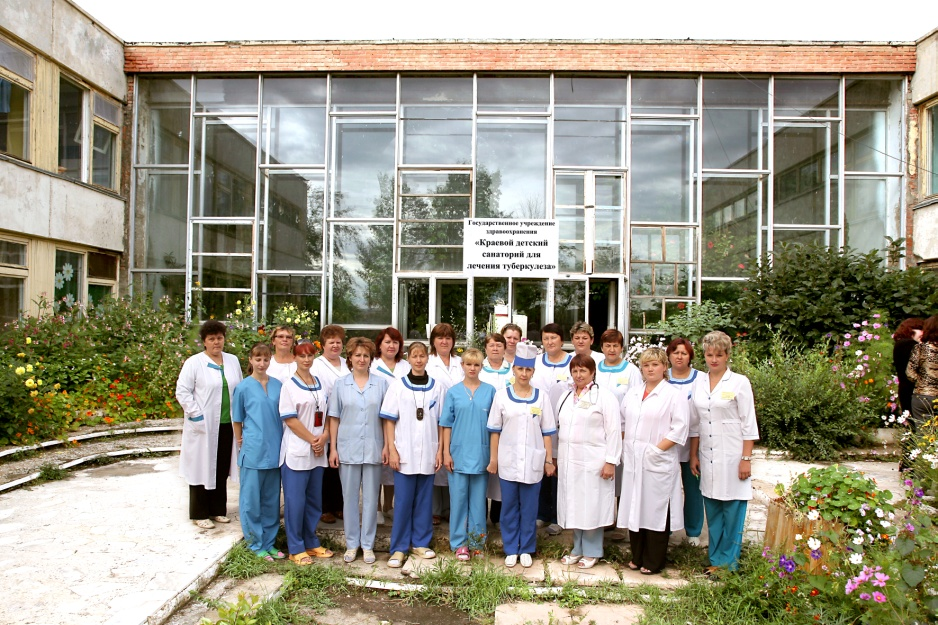 Государственное учреждение
здравоохранения
«Краевой детский
санаторий для
лечения туберкулеза»